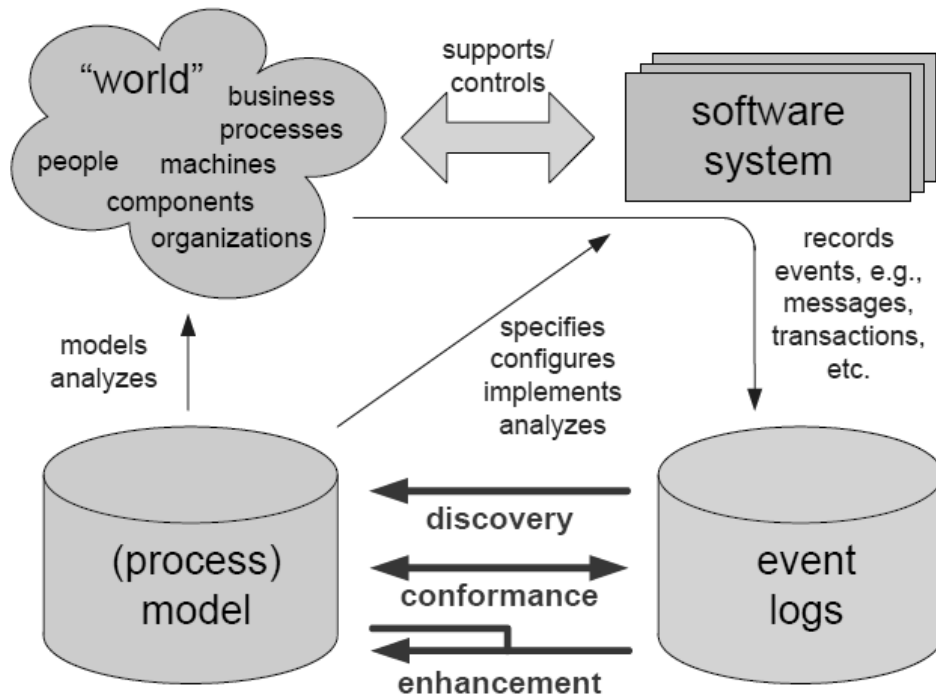 “world”
business
processes
people
machines
components
organizations
supports/
controls
software
system
records
events, e.g.,
messages,
transactions,
etc.
models
analyzes
specifies
configures
implements
analyzes
(process)
model
discovery
conformance
enhancement
event
logs